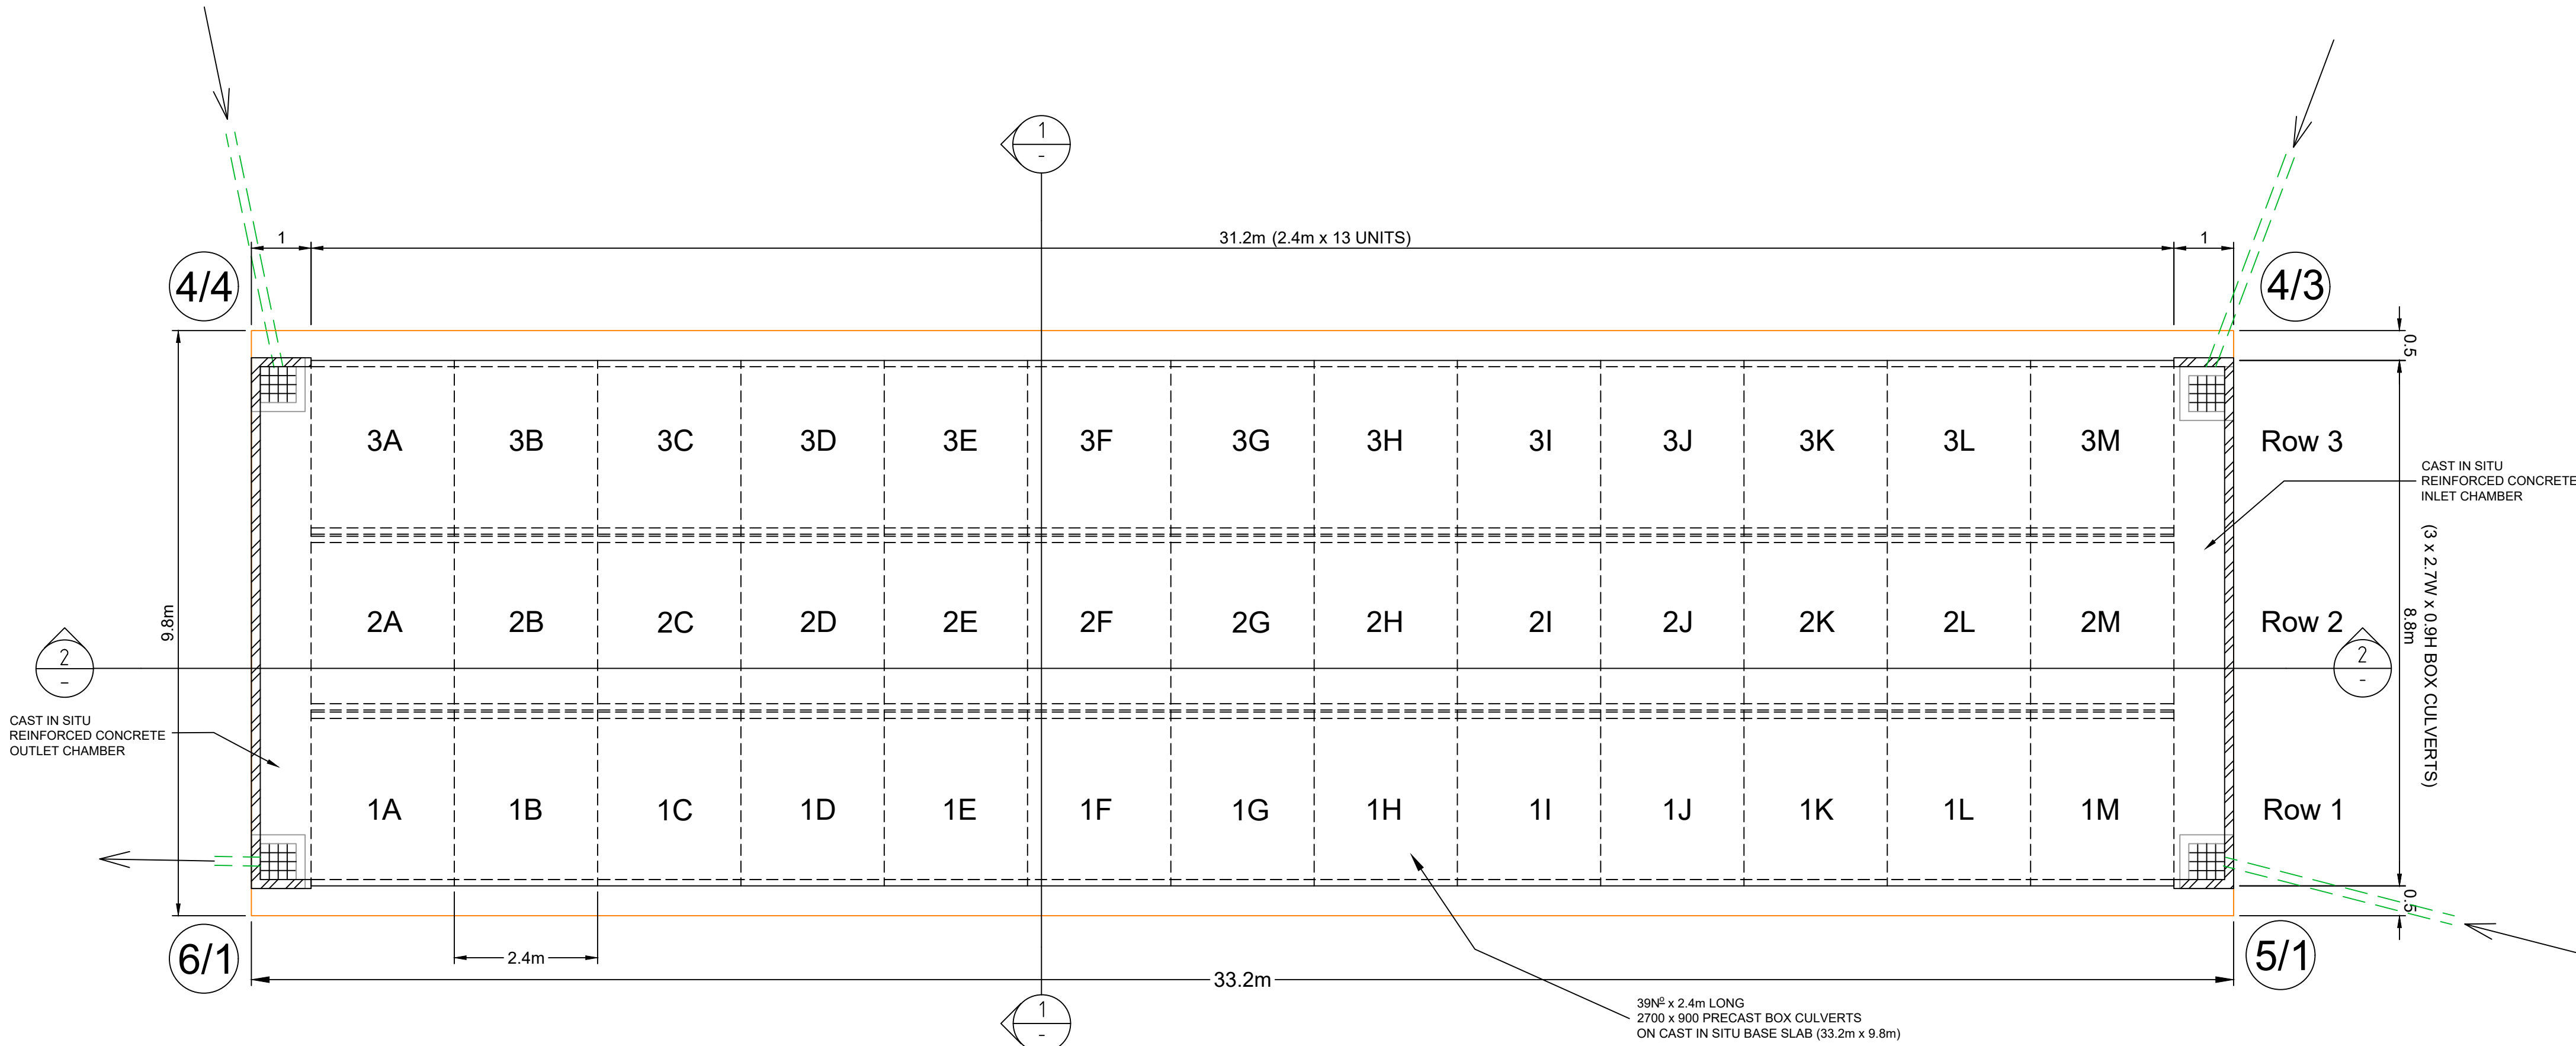 1
-
1
31.2m (2.4m x 13 UNITS)
1
4/4
4/3
0.5
3A 3B 3C 3D 3E 3F 3G 3H 3I 3J 3K 3L 3M Row 3
CAST IN SITU
REINFORCED CONCRETE
INLET CHAMBER
9.8m
2A 2B 2C 2D 2E 2F 2G 2H 2I 2J 2K 2L 2M Row 2
8.8m
(3 x 2.7W x 0.9H BOX CULVERTS)
2
-
2
-
CAST IN SITU
REINFORCED CONCRETE
OUTLET CHAMBER
1A 1B 1C 1D 1E 1F 1G 1H 1I 1J 1K 1L 1M Row 1
0.5
6/1
2.4m
5/1
33.2m
39Nº x 2.4m LONG
2700 x 900 PRECAST BOX CULVERTS
ON CAST IN SITU BASE SLAB (33.2m x 9.8m)
1
-